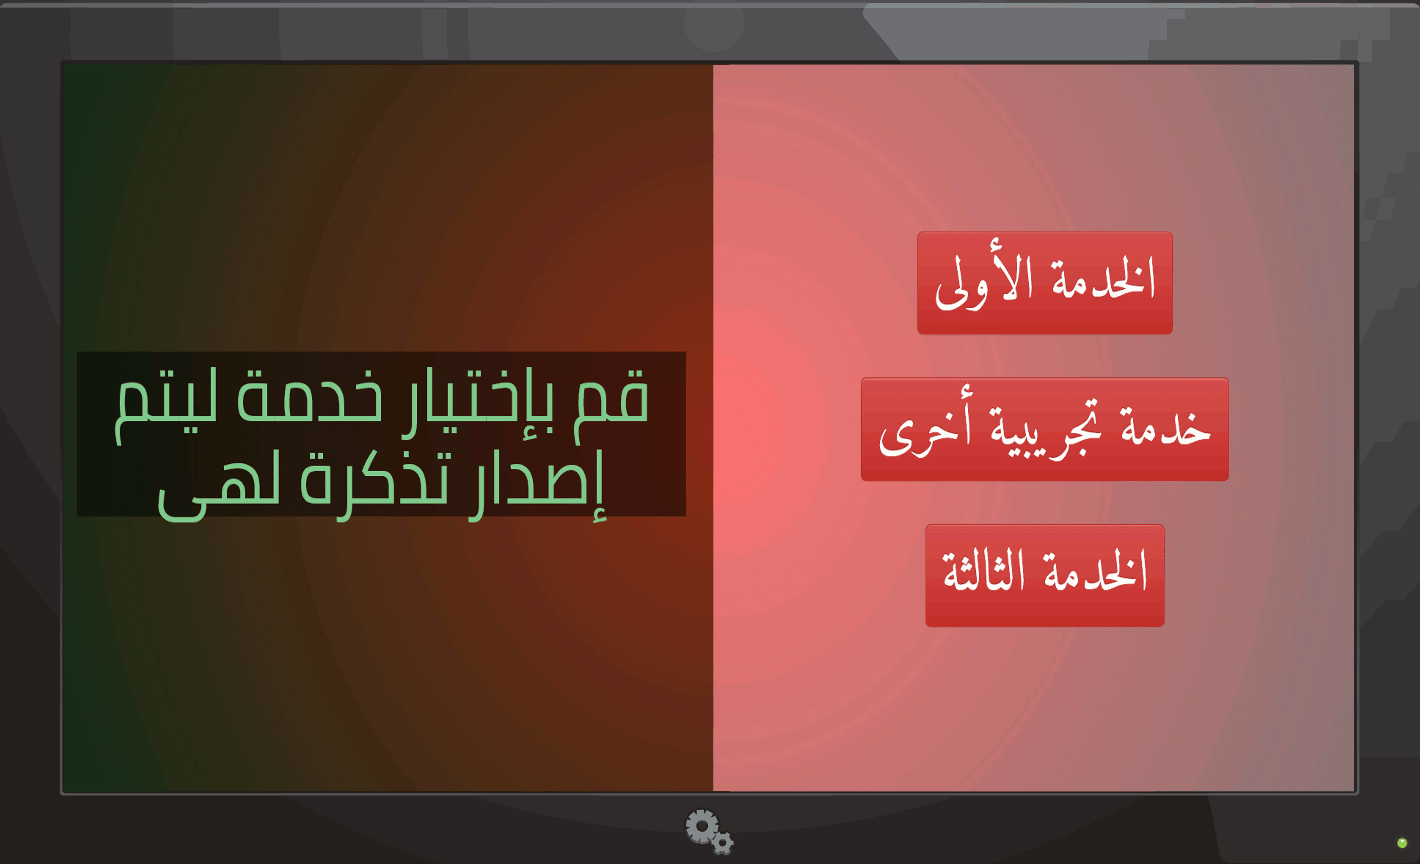 الخدمة الأولى
خدمة تجريبية أخرى
الخدمة الثالثة
قم بإختيار خدمة ليتم
إصدار تذكرة لهى